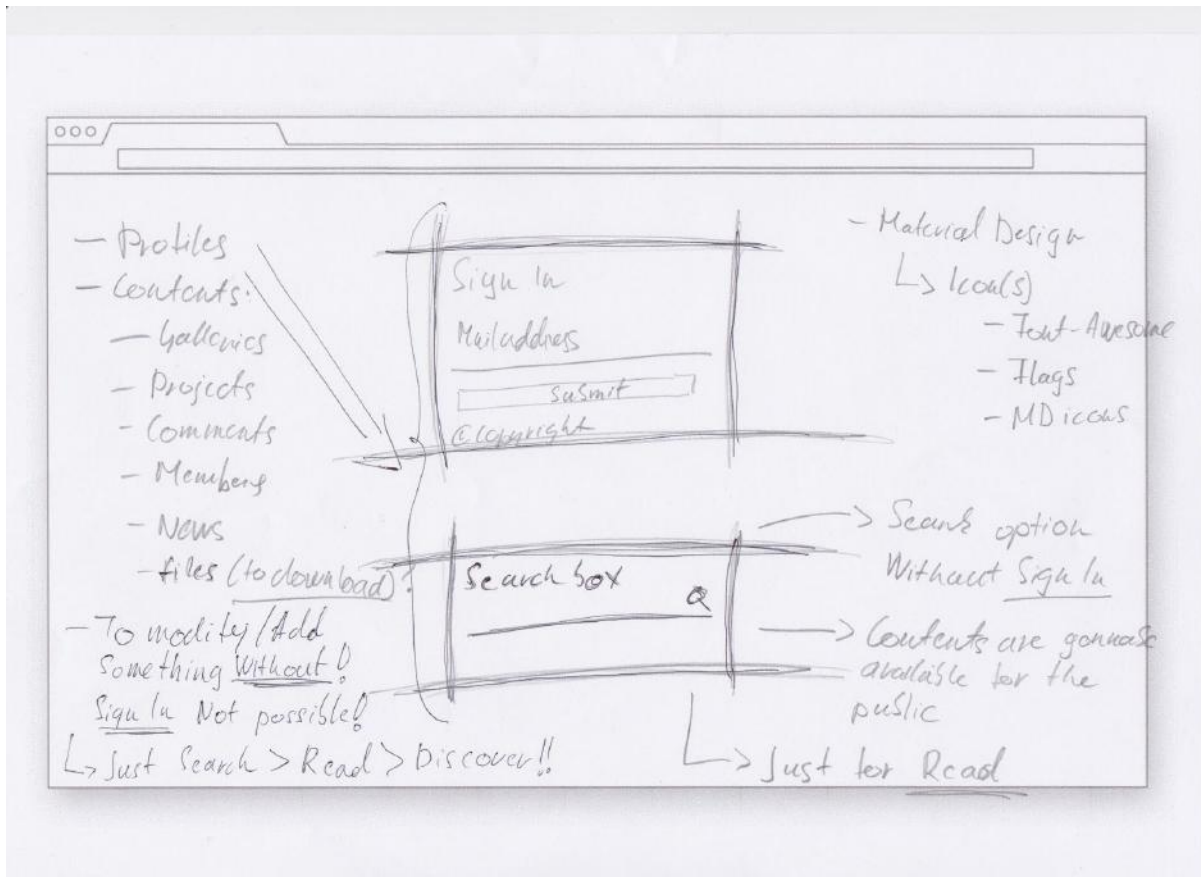 - Profiles
- Contents:
- Galleries
- Projects
- Comments
- Members
- News
- files (to download)?
- To modify/Add
something without!
Sign In Not possible!
↳ Just Search > Read > Discover!!
Sign In
Mailaddress
Submit
©Copyright
Search box
- Material Design
↳ Icon(s)
- Font-Awesome
- Flags
- MD icons
→ Search option
Without Sign In
→ Contents are gonna be
available for the
public
→ Just for Read